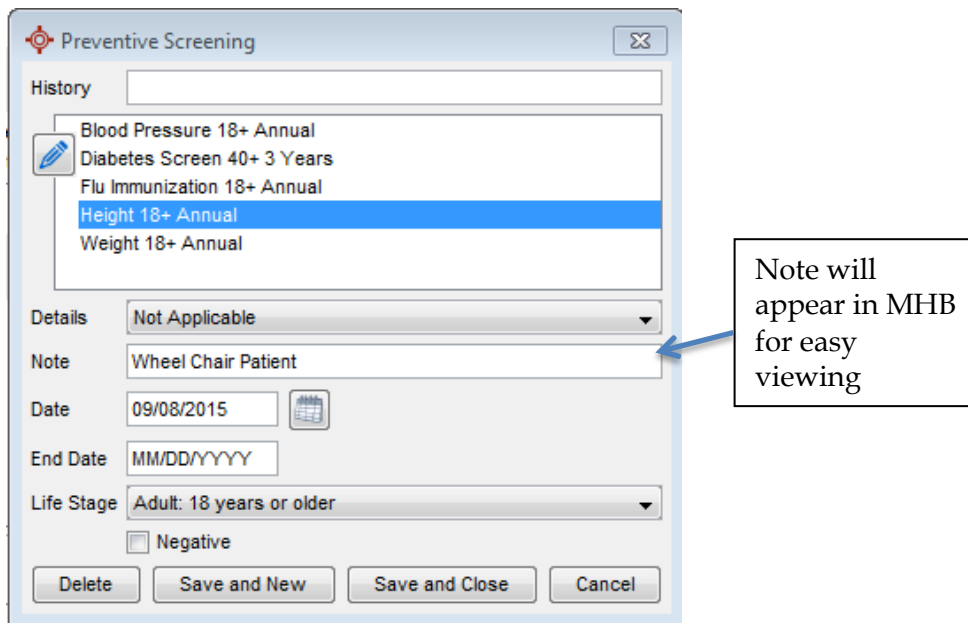 Preventive Screening
History
Blood Pressure 18+ Annual
Diabetes Screen 40+ 3 Years
Flu Immunization 18+ Annual
Height 18+ Annual
Weight 18+ Annual
Details Not Applicable
Note Wheel Chair Patient
Date 09/08/2015
End Date MM/DD/YYYY
Life Stage Adult: 18 years or older
Negative
Delete Save and New Save and Close Cancel
Note will
appear in MHB
for easy
viewing